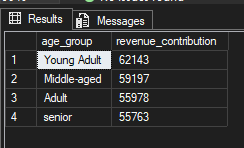 Results Messages
age_group revenue_contribution
1 Young Adult 62143
2 Middle-aged 59197
3 Adult 55978
4 senior 55763